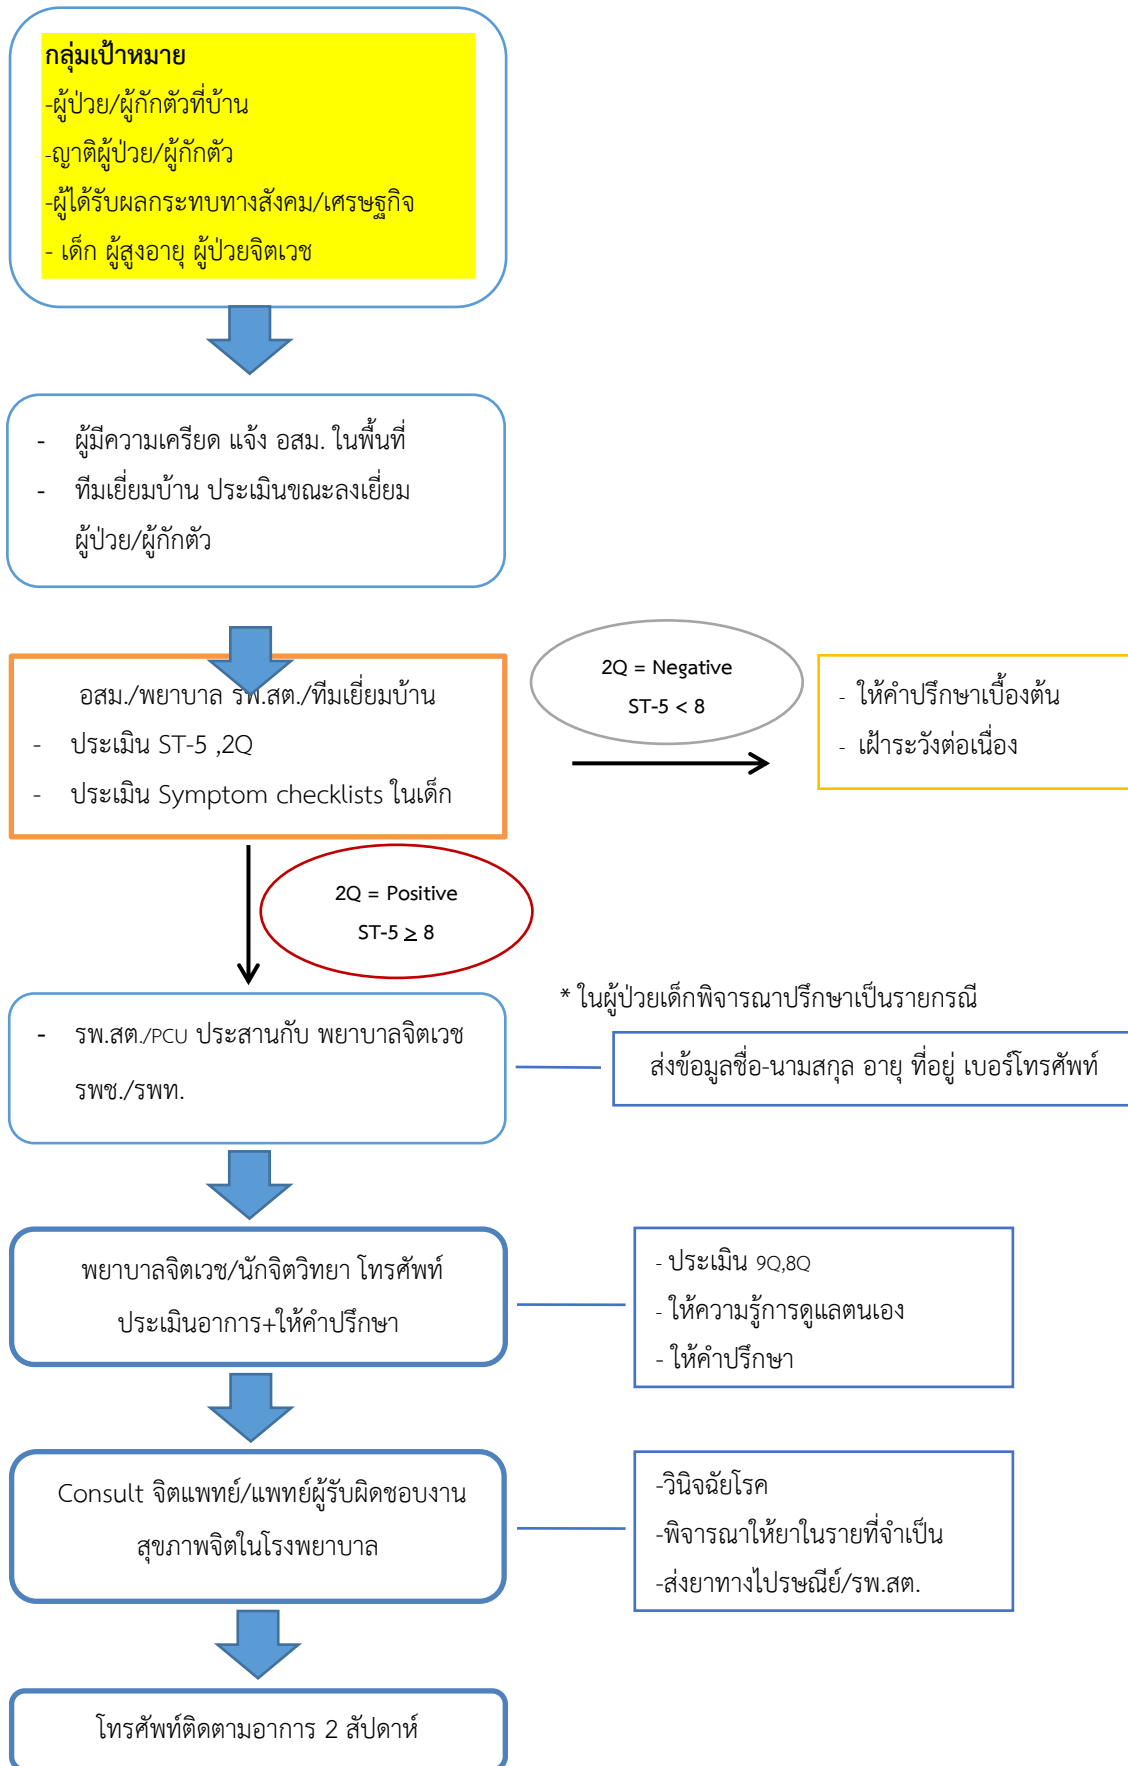 กลุ่มเป้าหมาย
-ผู้ป่วย/ผู้กักตัวที่บ้าน
-ญาติผู้ป่วย/ผู้กักตัว
-ผู้ได้รับผลกระทบทางสังคม/เศรษฐกิจ
- เด็ก ผู้สูงอายุ ผู้ป่วยจิตเวช
- ผู้มีความเครียด แจ้ง อสม. ในพื้นที่
- ทีมเยี่ยมบ้าน ประเมินขณะลงเยี่ยม
ผู้ป่วย/ผู้กักตัว
อสม./พยาบาล รพ.สต./ทีมเยี่ยมบ้าน
- ประเมิน ST-5 ,2Q
- ประเมิน Symptom checklists ในเด็ก
2Q = Negative
ST-5 < 8
- ให้คำปรึกษาเบื้องต้น
- เฝ้าระวังต่อเนื่อง
2Q = Positive
ST-5 ≥ 8
* ในผู้ป่วยเด็กพิจารณาปรึกษาเป็นรายกรณี
- รพ.สต./PCU ประสานกับ พยาบาลจิตเวช
รพช./รพท.
ส่งข้อมูลชื่อ-นามสกุล อายุ ที่อยู่ เบอร์โทรศัพท์
พยาบาลจิตเวช/นักจิตวิทยา โทรศัพท์
ประเมินอาการ+ให้คำปรึกษา
- ประเมิน 9Q,8Q
- ให้ความรู้การดูแลตนเอง
- ให้คำปรึกษา
Consult จิตแพทย์/แพทย์ผู้รับผิดชอบงาน
สุขภาพจิตในโรงพยาบาล
-วินิจฉัยโรค
-พิจารณาให้ยาในรายที่จำเป็น
-ส่งยาทางไปรษณีย์/รพ.สต.
โทรศัพท์ติดตามอาการ 2 สัปดาห์